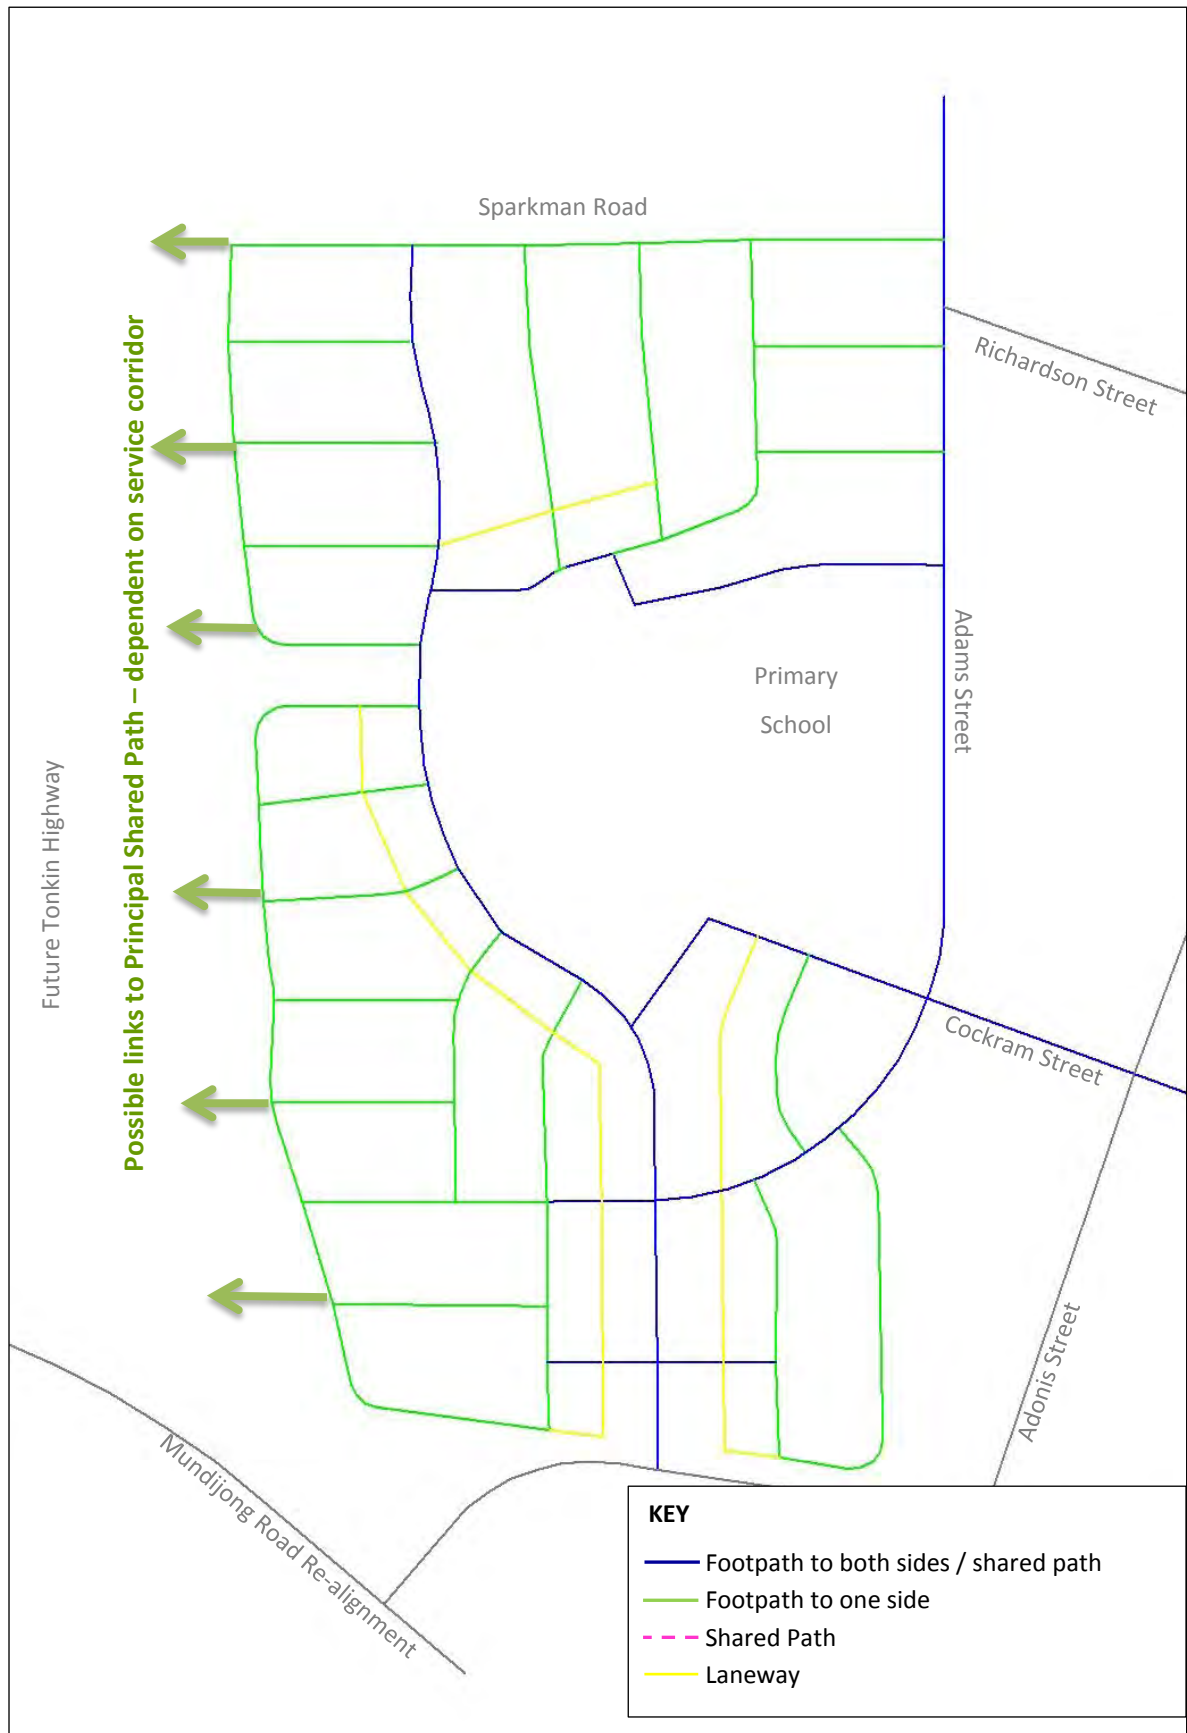 Sparkman Road
Richardson Street
Possible links to Principal Shared Path – dependent on service corridor
Adams Street
Primary
School
Future Tonkin Highway
Cockram Street
Adonis Street
Mundijong Road Re-alignment
KEY
Footpath to both sides / shared path
Footpath to one side
Shared Path
Laneway